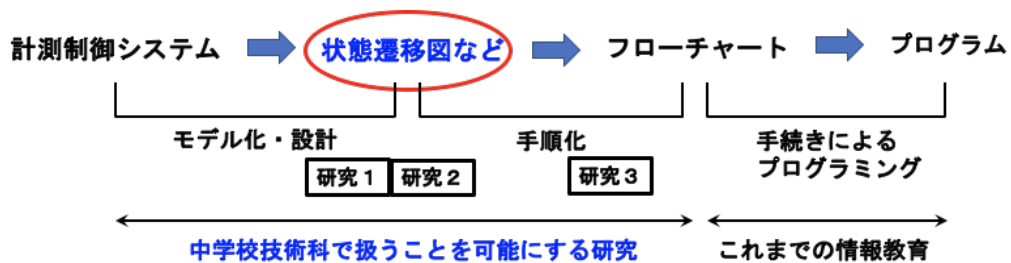 計測制御システム
状態遷移図など
フローチャート
プログラム
モデル化・設計
手順化
手続きによる
プログラミング
研究1
研究2
研究3
中学校技術科で扱うことを可能にする研究
これまでの情報教育